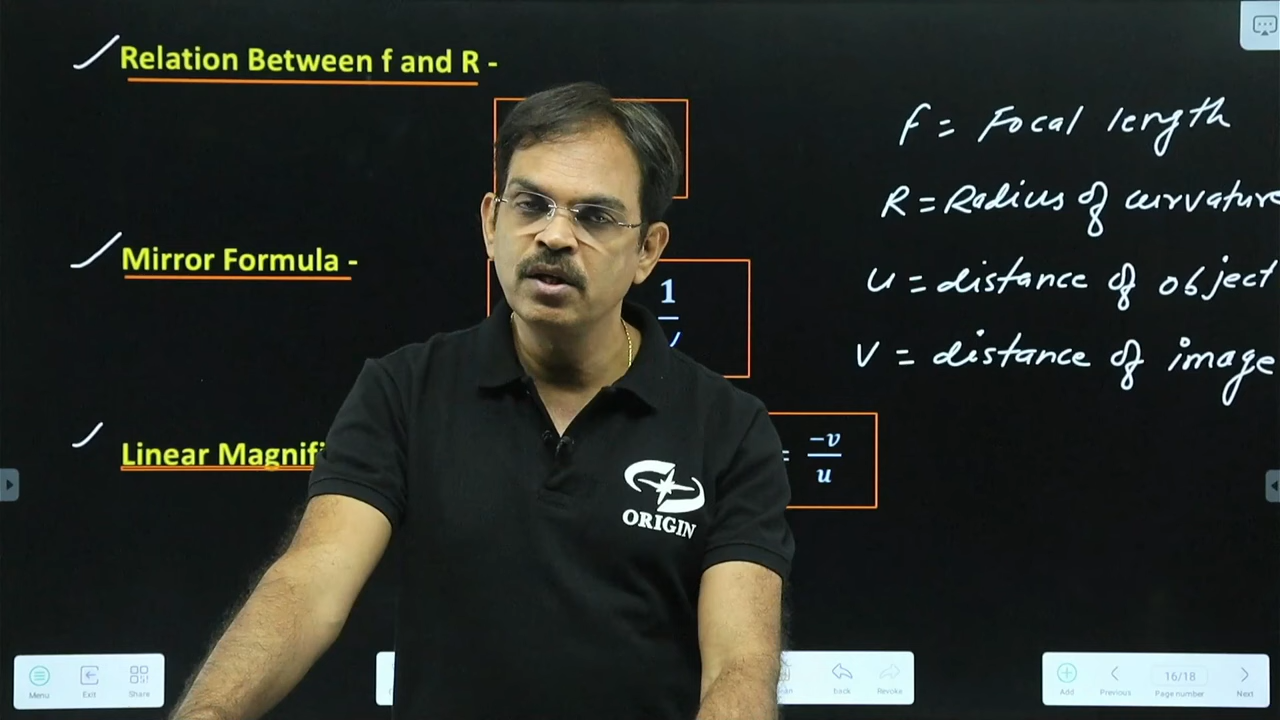 Relation Between f and R -
f = Focal length
R = Radius of curvature
Mirror Formula -
1
u = distance of object
v = distance of image
Linear
= −v
u
ORIGIN
Menu
Exit
Share
Back
Revoke
Add
Previous
16/18
Page number
Next